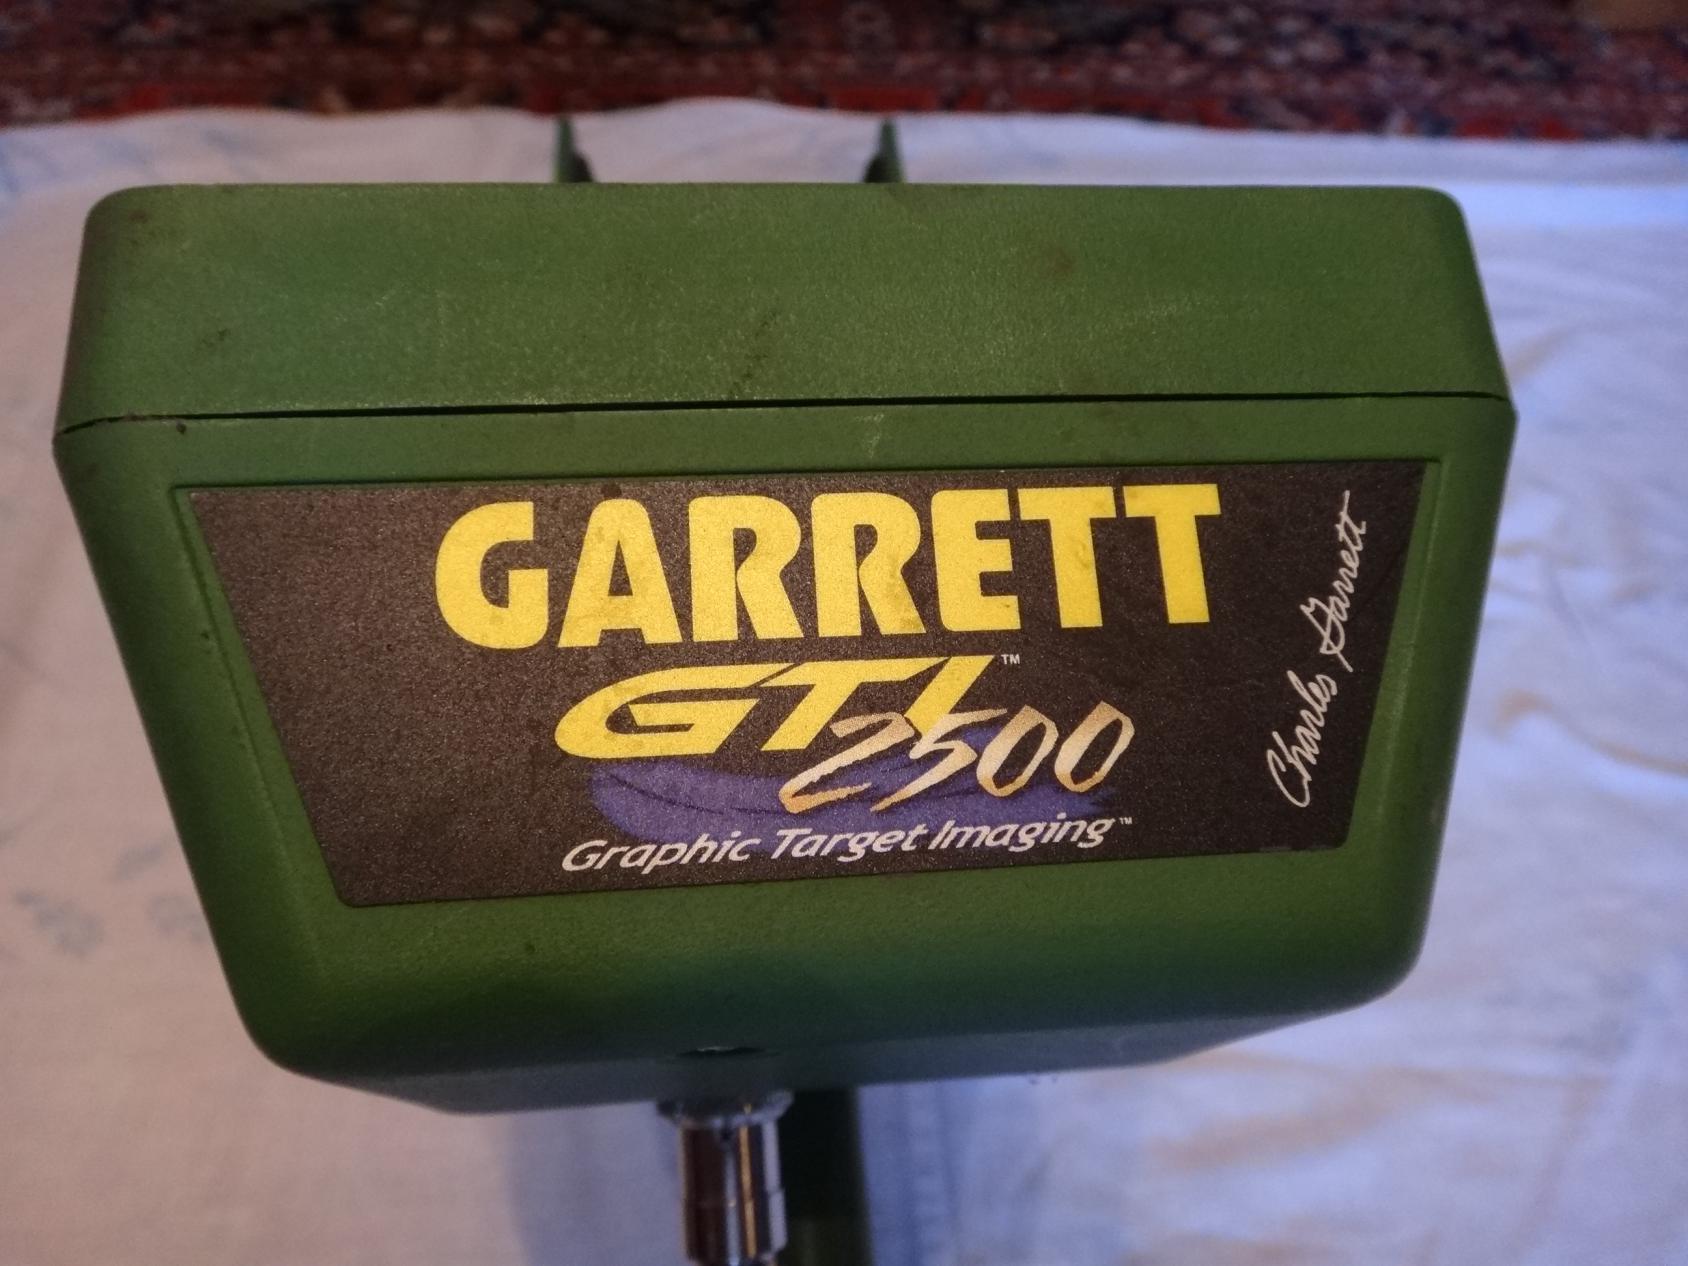 GARRETT
GTI™
2500
Graphic Target Imaging™
Charles Garrett